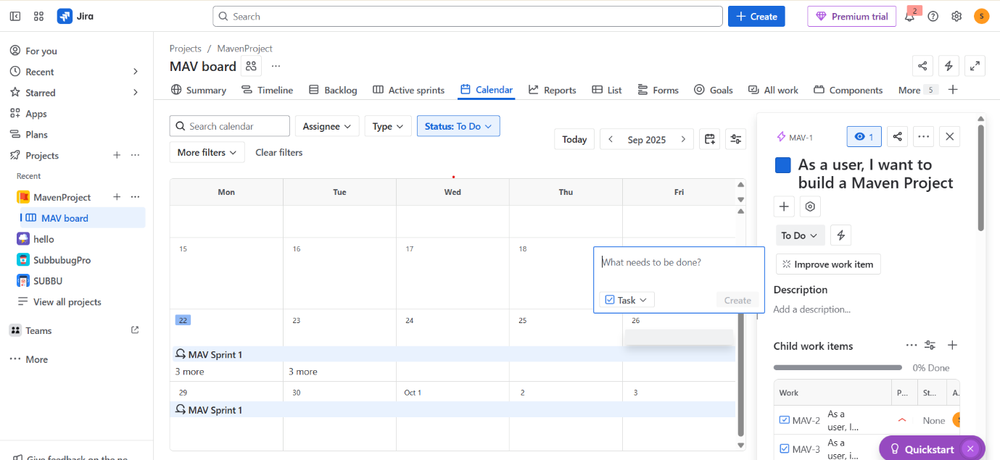 Jira
Search
Create
Premium trial
2
S
For you
Recent
Starred
Apps
Plans
Projects
Recent
MavenProject
MAV board
hello
SubbubugPro
SUBBU
View all projects
Teams
More
Projects / MavenProject
MAV board
Summary Timeline Backlog Active sprints Calendar Reports List Forms Goals All work Components More 5
Search calendar Assignee Type Status: To Do
More filters Clear filters
Today Sep 2025
Mon Tue Wed Thu Fri
15 16 17 18
What needs to be done?
Task Create
22 23 24 25 26
MAV Sprint 1
3 more 3 more
29 30 Oct 1 2 3
MAV Sprint 1
MAV-1
1
As a user, I want to
build a Maven Project
To Do
Improve work item
Description
Add a description...
Child work items
0% Done
Work P... St... A.
MAV-2 As a
user, I... None
MAV-3 As a
user, i...
Quickstart